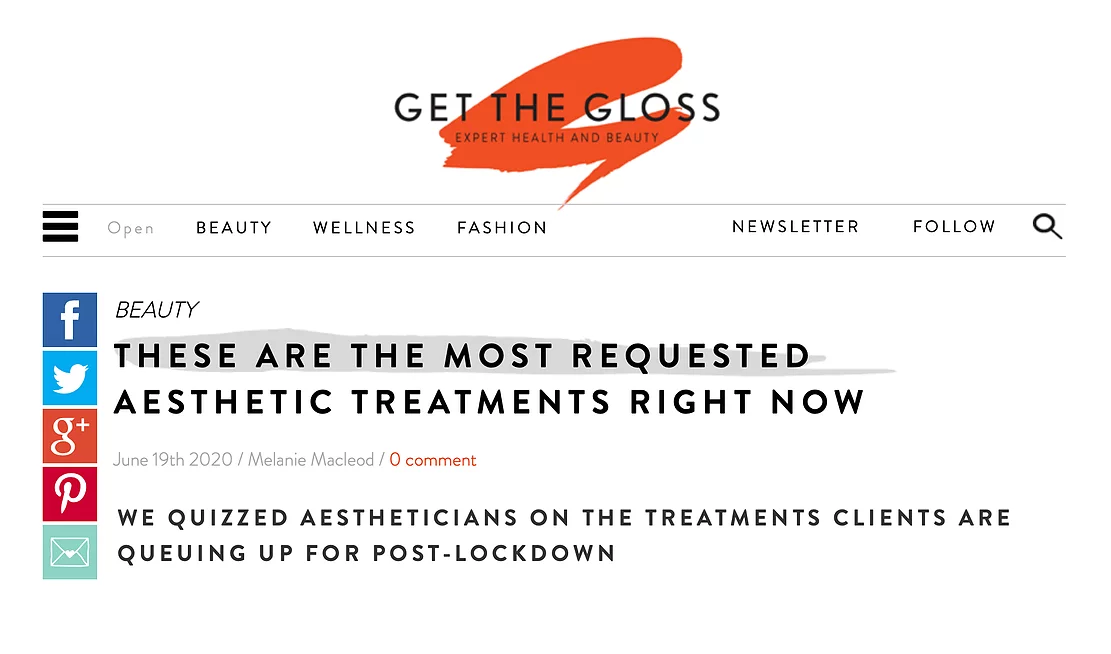 GET THE GLOSS
EXPERT HEALTH AND BEAUTY
Open BEAUTY WELLNESS FASHION NEWSLETTER FOLLOW
f
BEAUTY
THESE ARE THE MOST REQUESTED
AESTHETIC TREATMENTS RIGHT NOW
g+
June 19th 2020 / Melanie Macleod / 0 comment
WE QUIZZED AESTHETICIANS ON THE TREATMENTS CLIENTS ARE
QUEUING UP FOR POST-LOCKDOWN